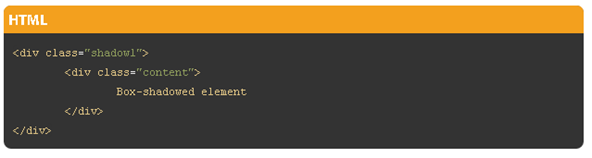 HTML
<div class="shadow1">
<div class="content">
Box-shadowed element
</div>
</div>